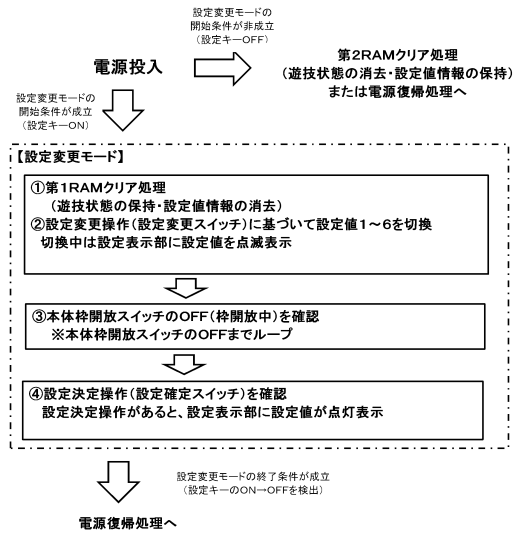 設定変更モードの
開始条件が非成立
（設定キーOFF）
電源投入
第２ＲＡＭクリア処理
（遊技状態の消去・設定値情報の保持）
または電源復帰処理へ
設定変更モードの
開始条件が成立
（設定キーON）
【設定変更モード】
①第１ＲＡＭクリア処理
（遊技状態の保持・設定値情報の消去）
②設定変更操作（設定変更スイッチ）に基づいて設定値１～６を切換
切換中は設定表示部に設定値を点滅表示
③本体枠開放スイッチのＯＦＦ（枠開放中）を確認
※本体枠開放スイッチのＯＦＦまでループ
④設定決定操作（設定確定スイッチ）を確認
設定決定操作があると、設定表示部に設定値が点灯表示
設定変更モードの終了条件が成立
（設定キーのON→OFFを検出）
電源復帰処理へ